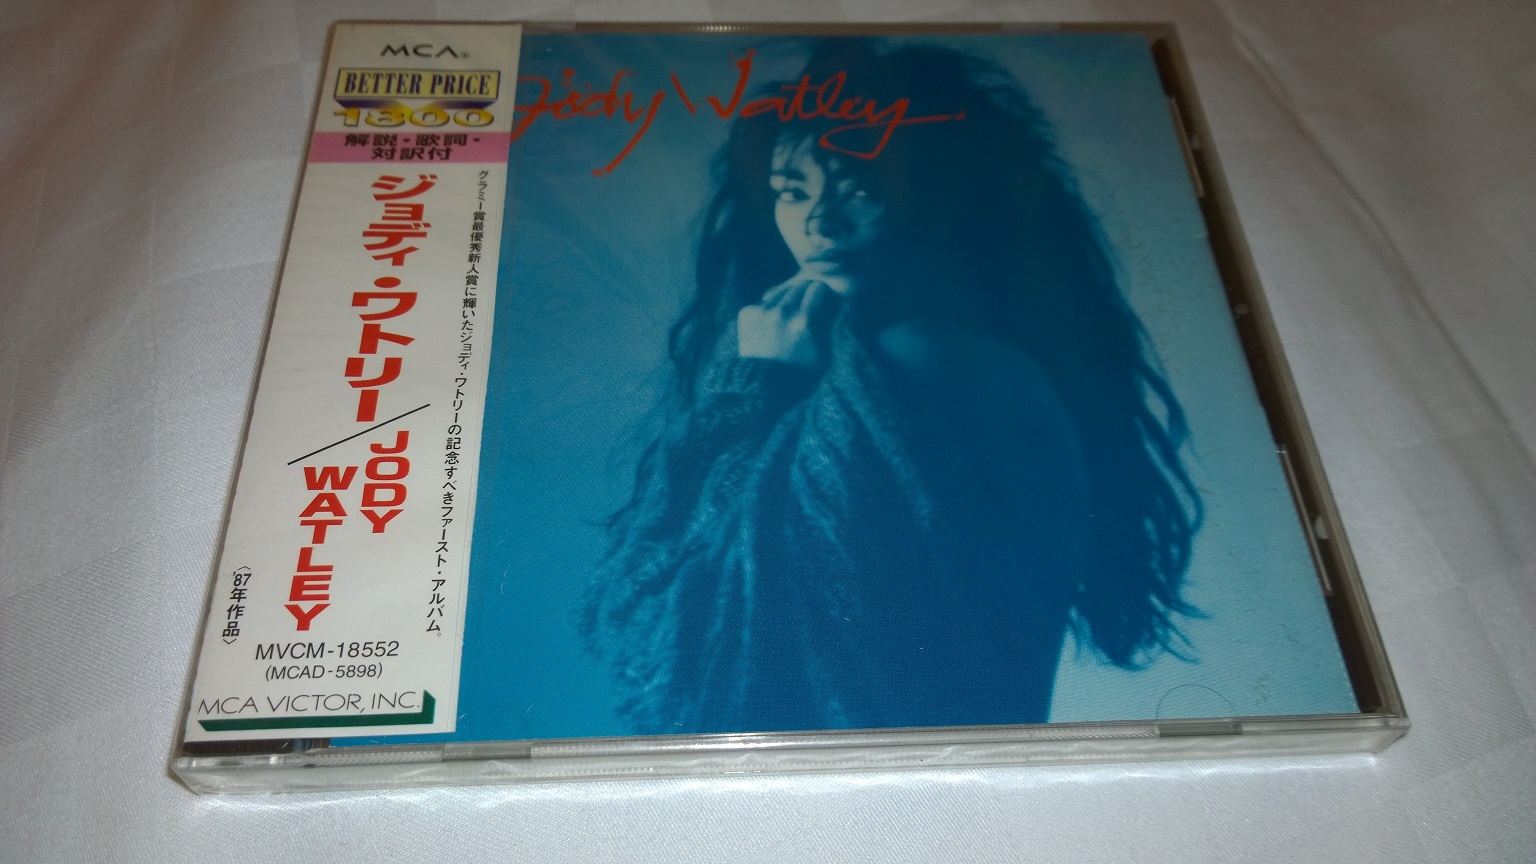 MCA®
BETTER PRICE
1800
解説・歌詞・
対訳付
グラミー賞最優秀新人賞に輝いたジョディ・ワトリーの記念すべきファースト・アルバム。
ジョディ・ワトリー/
JODY
WATLEY
〈'87年作品〉
MVCM-18552
(MCAD-5898)
MCA VICTOR, INC.
Jody Watley